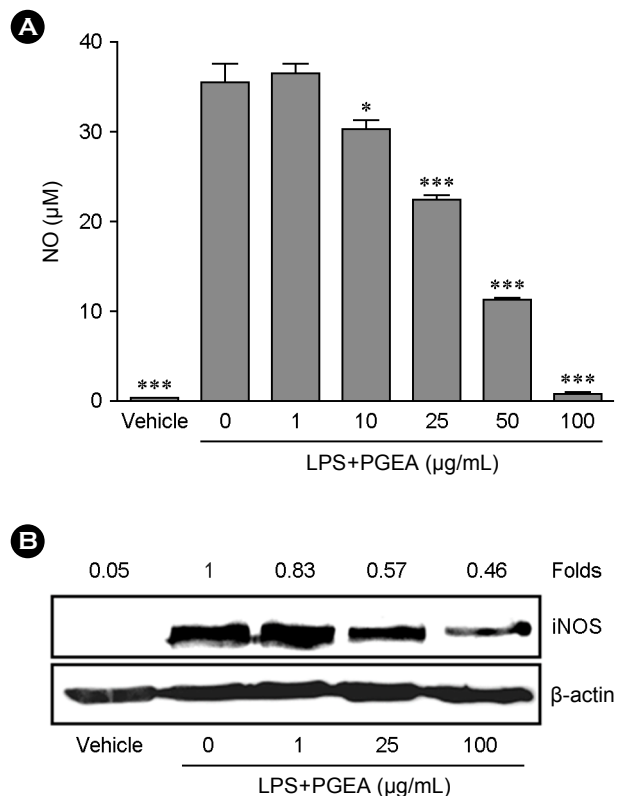 A
40
30
20
10
0
NO (µM)
*** * *** *** ***
Vehicle 0 1 10 25 50 100
LPS+PGEA (µg/mL)
B
0.05 1 0.83 0.57 0.46 Folds
iNOS
β-actin
Vehicle 0 1 25 100
LPS+PGEA (µg/mL)